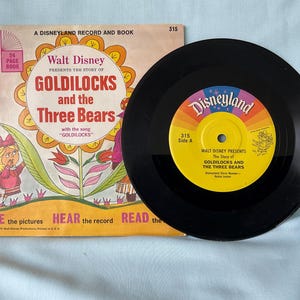 A DISNEYLAND RECORD AND BOOK
315
24
PAGE
BOOK
Walt Disney
PRESENTS THE STORY OF
GOLDILOCKS
and the
Three Bears
with the song
"GOLDILOCKS"
the pictures HEAR the record READ the
Disneyland
315
Side A
WALT DISNEY PRESENTS
The Story of
GOLDILOCKS AND
THE THREE BEARS